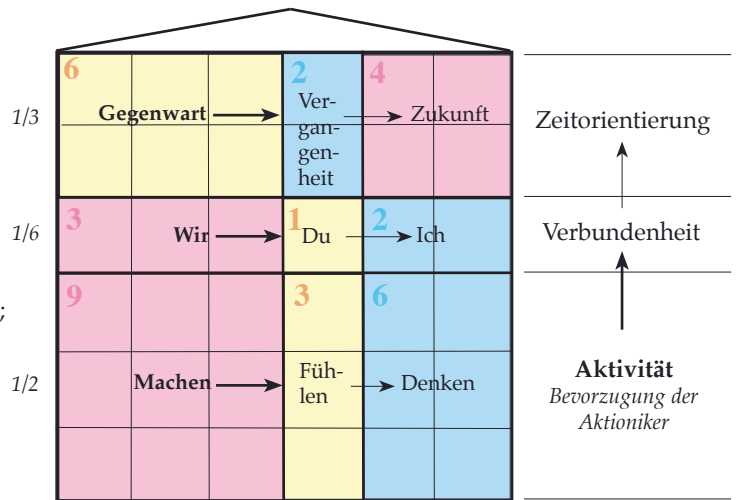 6
2
4
1/3
Gegenwart
Ver-
gan-
gen-
heit
Zukunft
Zeitorientierung
3
1
2
1/6
Wir
Du
Ich
Verbundenheit
9
3
6
;
1/2
Machen
Füh-
len
Denken
Aktivität
Bevorzugung der
Aktioniker